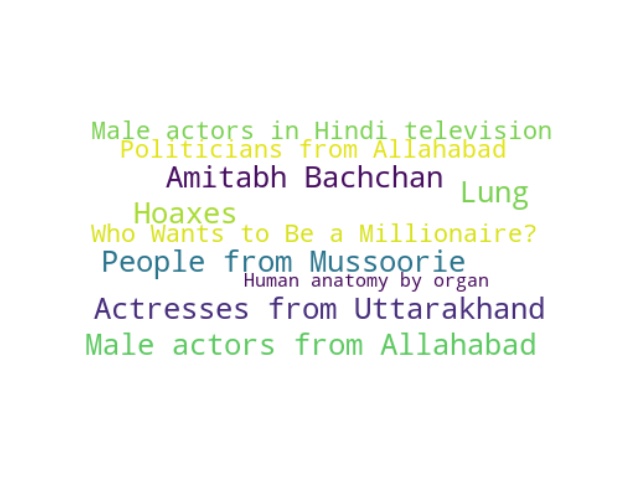 Male actors in Hindi television
Politicians from Allahabad
Amitabh Bachchan
Lung
Hoaxes
Who Wants to Be a Millionaire?
People from Mussoorie
Human anatomy by organ
Actresses from Uttarakhand
Male actors from Allahabad